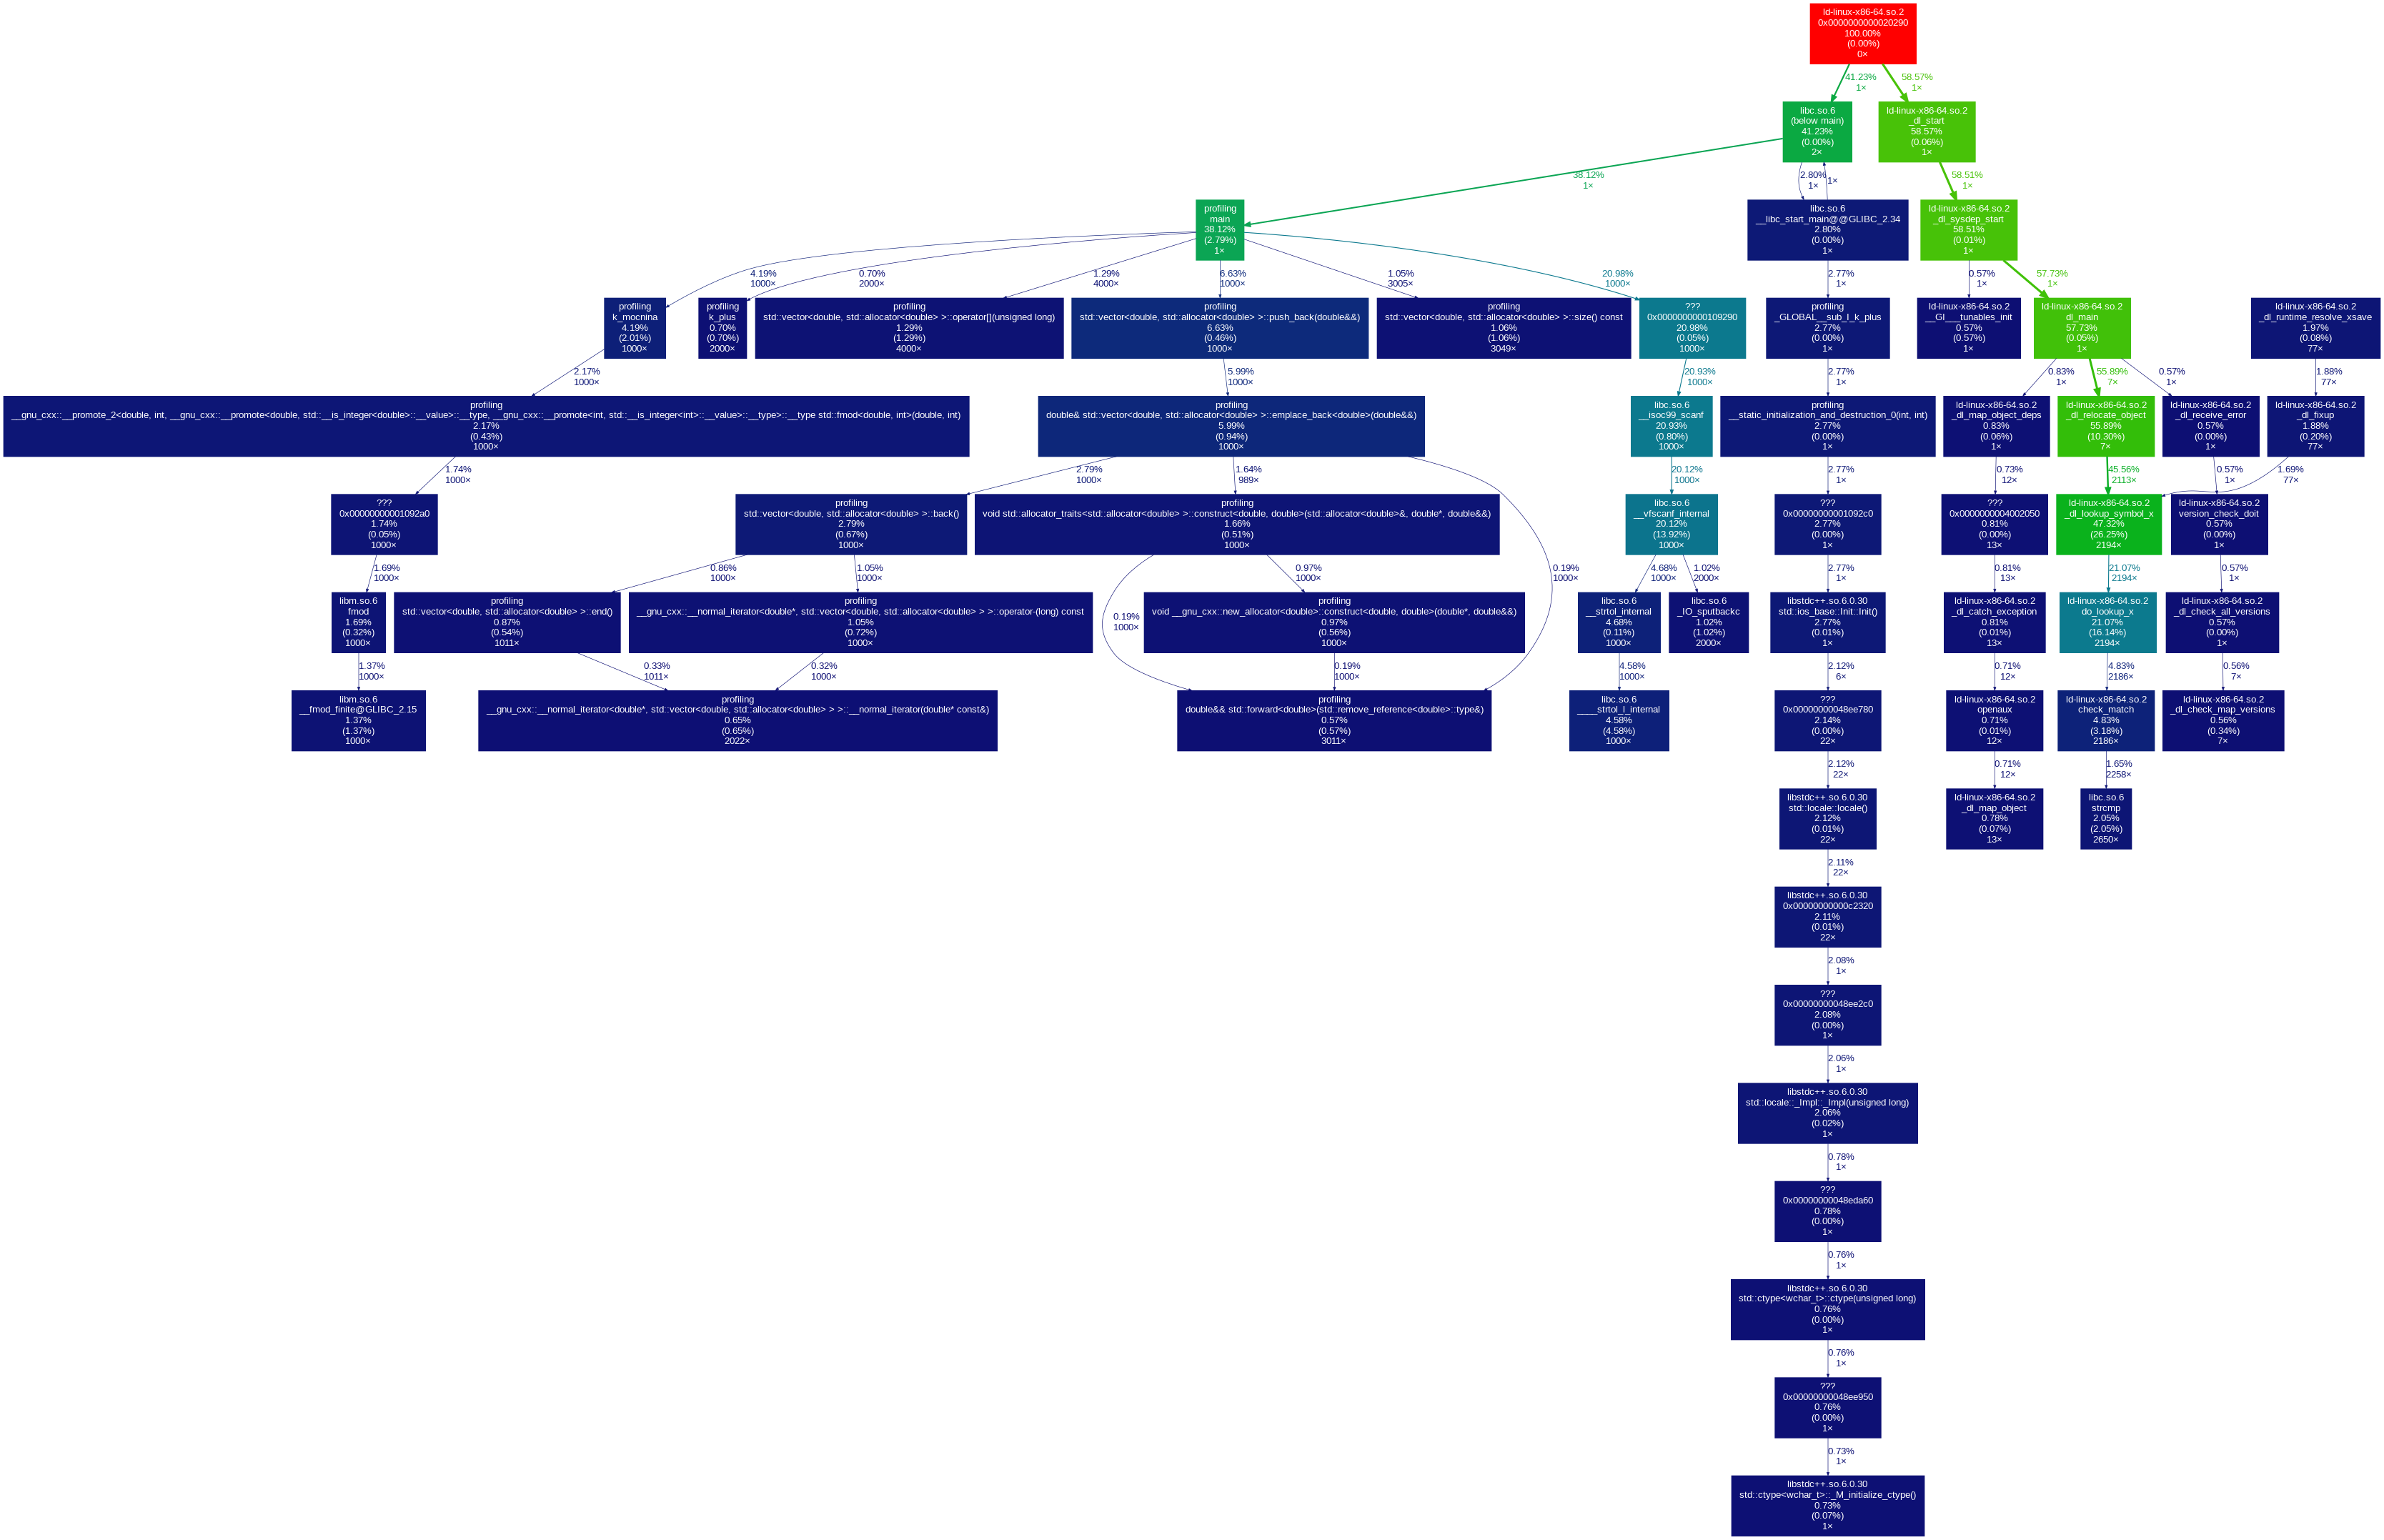 ld-linux-x86-64.so.2
0x0000000000020290
100.00%
(0.00%)
0×
41.23%
1×
58.57%
1×
libc.so.6
(below main)
41.23%
(0.00%)
2×
ld-linux-x86-64.so.2
_dl_start
58.57%
(0.06%)
1×
38.12%
1×
2.80%
1×
1×
58.51%
1×
profiling
main
38.12%
(2.79%)
1×
libc.so.6
__libc_start_main@@GLIBC_2.34
2.80%
(0.00%)
1×
ld-linux-x86-64.so.2
_dl_sysdep_start
58.51%
(0.01%)
1×
4.19%
1000×
0.70%
2000×
1.29%
4000×
6.63%
1000×
1.05%
3005×
20.98%
1000×
2.77%
1×
0.57%
1×
57.73%
1×
profiling
k_mocnina
4.19%
(2.01%)
1000×
profiling
k_plus
0.70%
(0.70%)
2000×
profiling
std::vector<double, std::allocator<double> >::operator[](unsigned long)
1.29%
(1.29%)
4000×
profiling
std::vector<double, std::allocator<double> >::push_back(double&&)
6.63%
(0.46%)
1000×
profiling
std::vector<double, std::allocator<double> >::size() const
1.06%
(1.06%)
3049×
???
0x0000000000109290
20.98%
(0.05%)
1000×
profiling
_GLOBAL__sub_I_k_plus
2.77%
(0.00%)
1×
ld-linux-x86-64.so.2
__GI___tunables_init
0.57%
(0.57%)
1×
ld-linux-x86-64.so.2
dl_main
57.73%
(0.05%)
1×
ld-linux-x86-64.so.2
_dl_runtime_resolve_xsave
1.97%
(0.08%)
77×
2.17%
1000×
5.99%
1000×
20.93%
1000×
2.77%
1×
0.83%
1×
55.89%
7×
0.57%
1×
1.88%
77×
profiling
__gnu_cxx::__promote_2<double, int, __gnu_cxx::__promote<double, std::__is_integer<double>::__value>::__type, __gnu_cxx::__promote<int, std::__is_integer<int>::__value>::__type>::__type std::fmod<double, int>(double, int)
2.17%
(0.43%)
1000×
profiling
double& std::vector<double, std::allocator<double> >::emplace_back<double>(double&&)
5.99%
(0.94%)
1000×
libc.so.6
__isoc99_scanf
20.93%
(0.80%)
1000×
profiling
__static_initialization_and_destruction_0(int, int)
2.77%
(0.00%)
1×
ld-linux-x86-64.so.2
_dl_map_object_deps
0.83%
(0.06%)
1×
ld-linux-x86-64.so.2
_dl_relocate_object
55.89%
(10.30%)
7×
ld-linux-x86-64.so.2
_dl_receive_error
0.57%
(0.00%)
1×
ld-linux-x86-64.so.2
_dl_fixup
1.88%
(0.20%)
77×
1.74%
1000×
2.79%
1000×
1.64%
989×
20.12%
1000×
2.77%
1×
0.73%
12×
45.56%
2113×
0.57%
1×
1.69%
77×
???
0x00000000001092a0
1.74%
(0.05%)
1000×
profiling
std::vector<double, std::allocator<double> >::back()
2.79%
(0.67%)
1000×
profiling
void std::allocator_traits<std::allocator<double> >::construct<double, double>(std::allocator<double>&, double*, double&&)
1.66%
(0.51%)
1000×
libc.so.6
__vfscanf_internal
20.12%
(13.92%)
1000×
???
0x00000000001092c0
2.77%
(0.00%)
1×
???
0x0000000004002050
0.81%
(0.00%)
13×
ld-linux-x86-64.so.2
_dl_lookup_symbol_x
47.32%
(26.25%)
2194×
ld-linux-x86-64.so.2
version_check_doit
0.57%
(0.00%)
1×
1.69%
1000×
0.86%
1000×
1.05%
1000×
0.97%
1000×
0.19%
1000×
4.68%
1000×
1.02%
2000×
2.77%
1×
0.81%
13×
21.07%
2194×
0.57%
1×
libm.so.6
fmod
1.69%
(0.32%)
1000×
profiling
std::vector<double, std::allocator<double> >::end()
0.87%
(0.54%)
1011×
profiling
__gnu_cxx::__normal_iterator<double*, std::vector<double, std::allocator<double> > >::operator-(long) const
1.05%
(0.72%)
1000×
0.19%
1000×
profiling
void __gnu_cxx::new_allocator<double>::construct<double, double>(double*, double&&)
0.97%
(0.56%)
1000×
libc.so.6
__strtol_internal
4.68%
(0.11%)
1000×
libc.so.6
_IO_sputbackc
1.02%
(1.02%)
2000×
libstdc++.so.6.0.30
std::ios_base::Init::Init()
2.77%
(0.01%)
1×
ld-linux-x86-64.so.2
_dl_catch_exception
0.81%
(0.01%)
13×
ld-linux-x86-64.so.2
do_lookup_x
21.07%
(16.14%)
2194×
ld-linux-x86-64.so.2
_dl_check_all_versions
0.57%
(0.00%)
1×
1.37%
1000×
0.33%
1011×
0.32%
1000×
0.19%
1000×
4.58%
1000×
2.12%
6×
0.71%
12×
4.83%
2186×
0.56%
7×
libm.so.6
__fmod_finite@GLIBC_2.15
1.37%
(1.37%)
1000×
profiling
__gnu_cxx::__normal_iterator<double*, std::vector<double, std::allocator<double> > >::__normal_iterator(double* const&)
0.65%
(0.65%)
2022×
profiling
double&& std::forward<double>(std::remove_reference<double>::type&)
0.57%
(0.57%)
3011×
libc.so.6
____strtol_l_internal
4.58%
(4.58%)
1000×
???
0x00000000048ee780
2.14%
(0.00%)
22×
ld-linux-x86-64.so.2
openaux
0.71%
(0.01%)
12×
ld-linux-x86-64.so.2
check_match
4.83%
(3.18%)
2186×
ld-linux-x86-64.so.2
_dl_check_map_versions
0.56%
(0.34%)
7×
2.12%
22×
0.71%
12×
1.65%
2258×
libstdc++.so.6.0.30
std::locale::locale()
2.12%
(0.01%)
22×
ld-linux-x86-64.so.2
_dl_map_object
0.78%
(0.07%)
13×
libc.so.6
strcmp
2.05%
(2.05%)
2650×
2.11%
22×
libstdc++.so.6.0.30
0x00000000000c2320
2.11%
(0.01%)
22×
2.08%
1×
???
0x00000000048ee2c0
2.08%
(0.00%)
1×
2.06%
1×
libstdc++.so.6.0.30
std::locale::_Impl::_Impl(unsigned long)
2.06%
(0.02%)
1×
0.78%
1×
???
0x00000000048eda60
0.78%
(0.00%)
1×
0.76%
1×
libstdc++.so.6.0.30
std::ctype<wchar_t>::ctype(unsigned long)
0.76%
(0.00%)
1×
0.76%
1×
???
0x00000000048ee950
0.76%
(0.00%)
1×
0.73%
1×
libstdc++.so.6.0.30
std::ctype<wchar_t>::_M_initialize_ctype()
0.73%
(0.07%)
1×